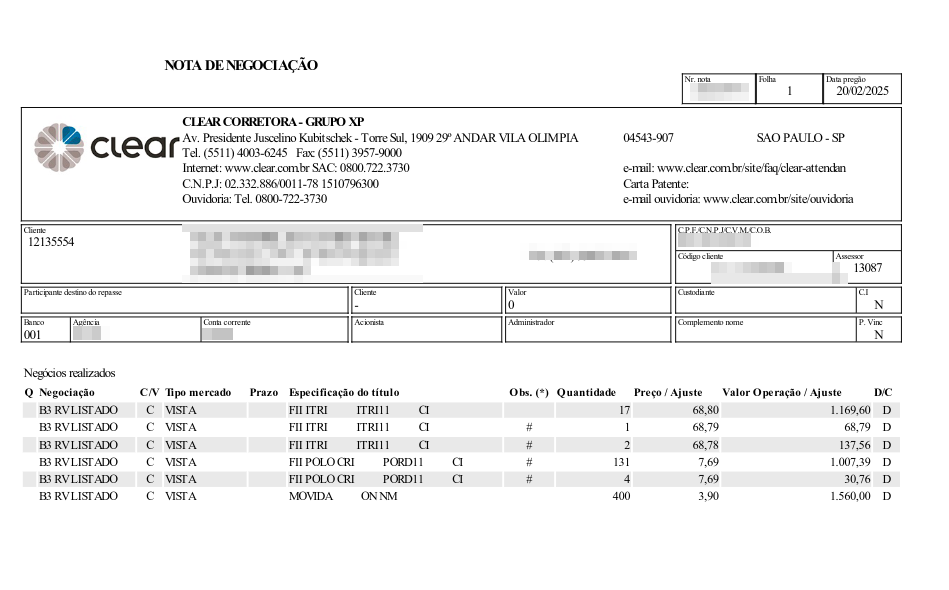 NOTA DE NEGOCIAÇÃO
Nr. nota Folha Data pregão
1 20/02/2025
clear
CLEAR CORRETORA - GRUPO XP
Av. Presidente Juscelino Kubitschek - Torre Sul, 1909 29º ANDAR VILA OLIMPIA 04543-907 SAO PAULO - SP
Tel. (5511) 4003-6245 Fax: (5511) 3957-9000
Internet: www.clear.com.br SAC: 0800.722.3730 e-mail: www.clear.com.br/site/faq/clear-attendan
C.N.P.J: 02.332.886/0011-78 1510796300 Carta Patente:
Ouvidoria: Tel. 0800-722-3730 e-mail ouvidoria: www.clear.com.br/site/ouvidoria
Cliente C.P.F./C.N.P.J/C.V.M./C.O.B.
12135554
Código cliente Assessor
13087
Participante destino do repasse Cliente Valor Custodiante C.I
- 0 N
Banco Agência Conta corrente Acionista Administrador Complemento nome P. Vinc
001 N
Negócios realizados
Q Negociação C/V Tipo mercado Prazo Especificação do título Obs. (*) Quantidade Preço / Ajuste Valor Operação / Ajuste D/C
B3 RV LISTADO C VISTA FII ITRI ITRI11 CI 17 68,80 1.169,60 D
B3 RV LISTADO C VISTA FII ITRI ITRI11 CI # 1 68,79 68,79 D
B3 RV LISTADO C VISTA FII ITRI ITRI11 CI # 2 68,78 137,56 D
B3 RV LISTADO C VISTA FII POLO CRI PORD11 CI # 131 7,69 1.007,39 D
B3 RV LISTADO C VISTA FII POLO CRI PORD11 CI # 4 7,69 30,76 D
B3 RV LISTADO C VISTA MOVIDA ON NM 400 3,90 1.560,00 D